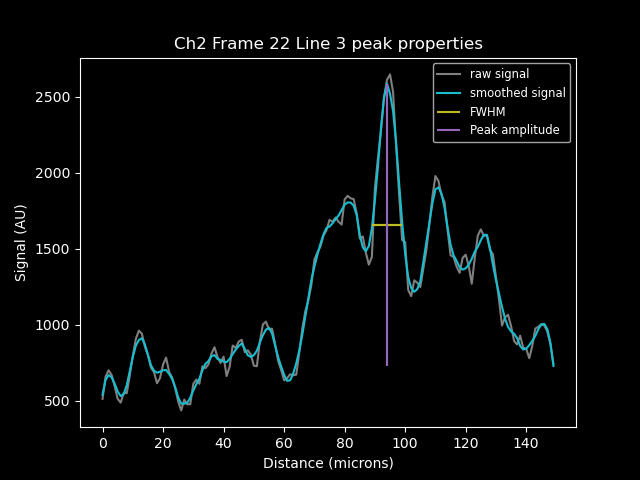 Ch2 Frame 22 Line 3 peak properties
raw signal
smoothed signal
FWHM
Peak amplitude
Signal (AU)
2500
2000
1500
1000
500
0 20 40 60 80 100 120 140
Distance (microns)